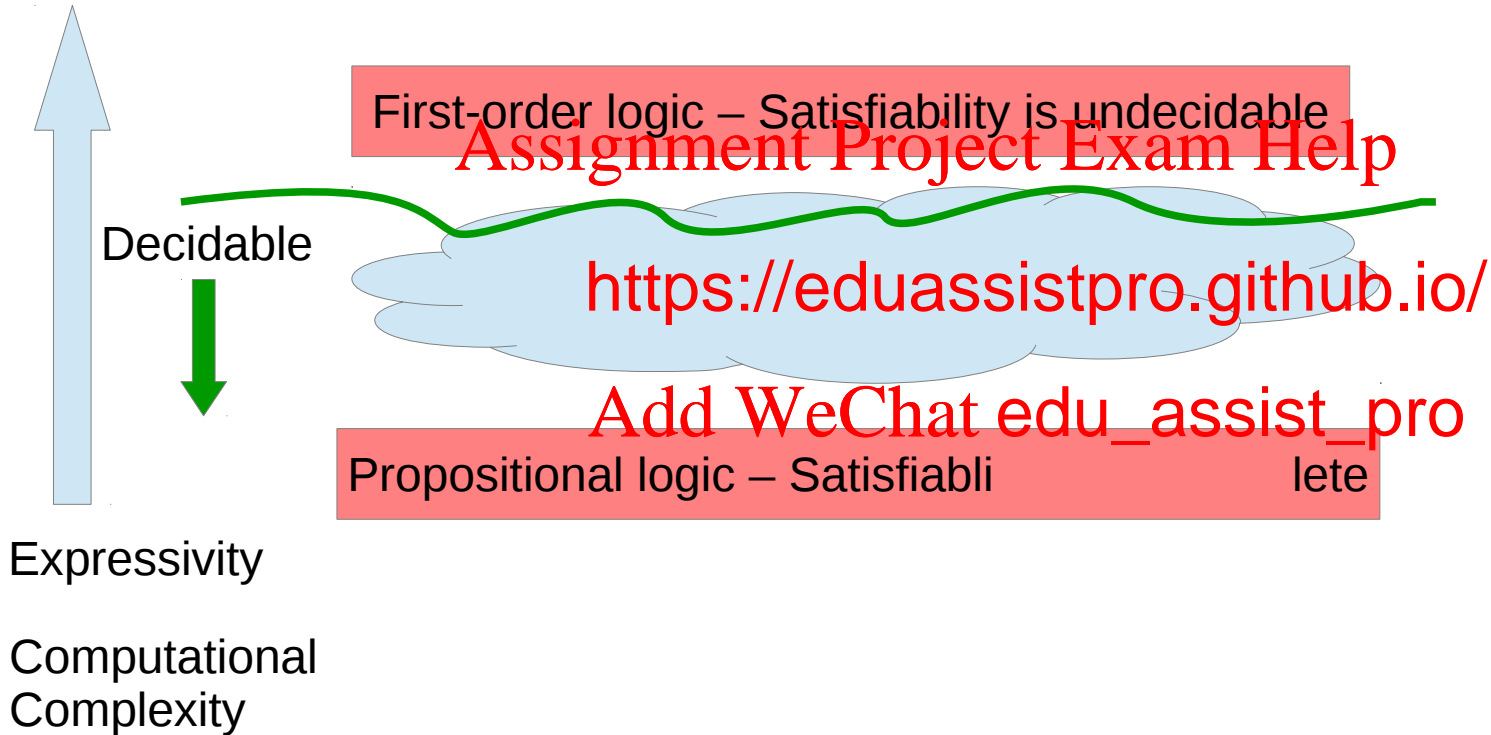 First-order logic – Satisfiability is undecidable
Assignment Project Exam Help
Decidable
https://eduassistpro.github.io/
Add WeChat edu_assist_pro
Propositional logic – Satisfiabli lete
Expressivity
Computational
Complexity